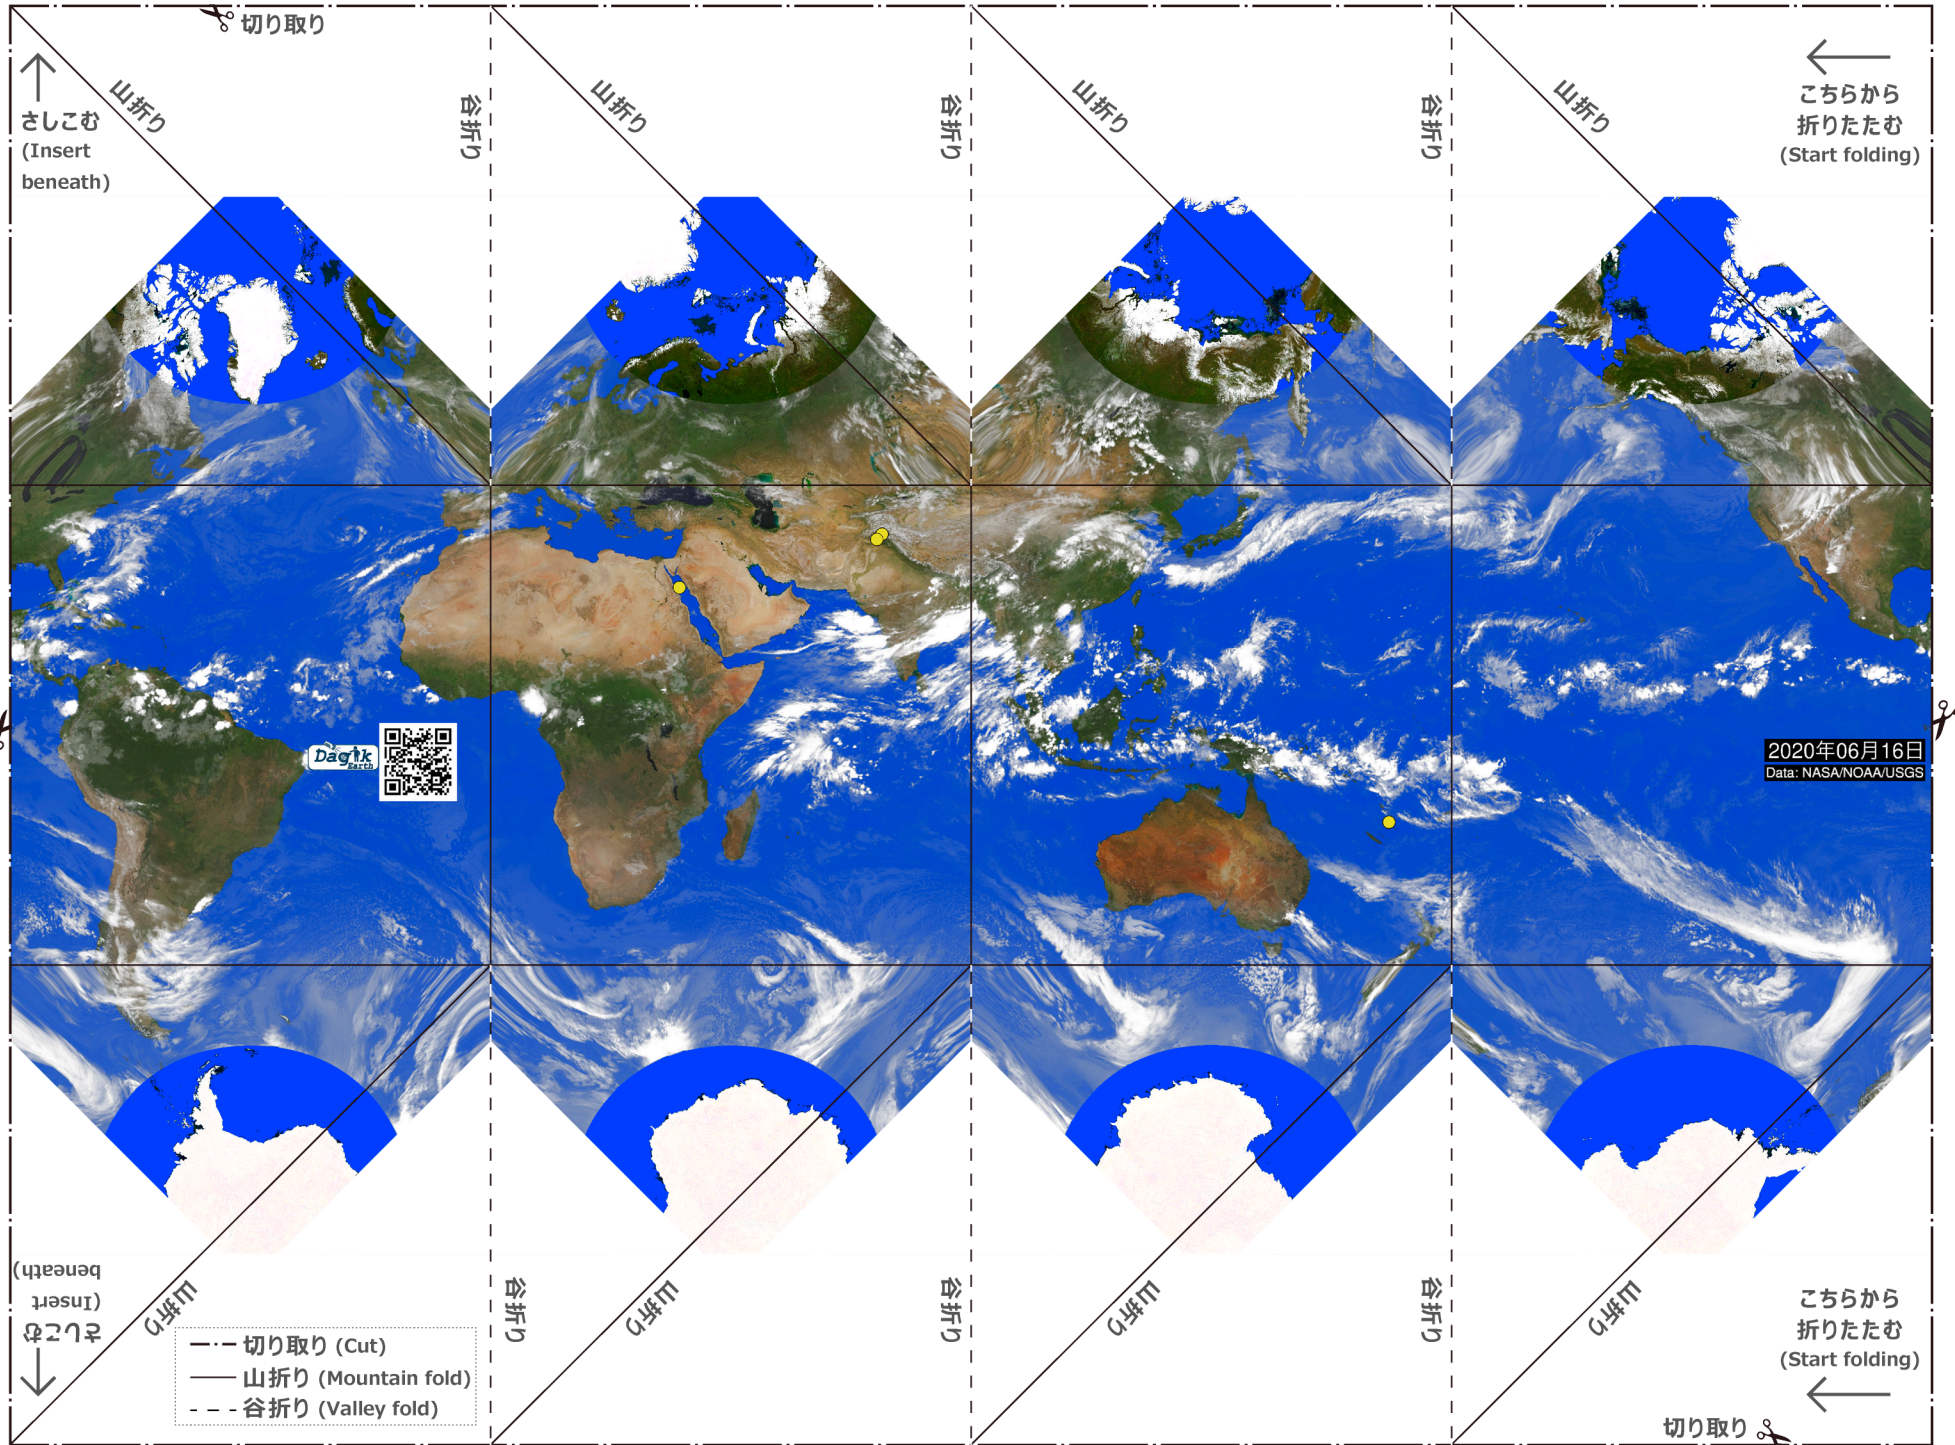 切り取り
さしこむ
(Insert
beneath)
山折り
谷折り
山折り
谷折り
山折り
谷折り
山折り
こちらから
折りたたむ
(Start folding)
Dagik
Earth
2020年06月16日
Data: NASA/NOAA/USGS
さしこむ
(Insert
beneath)
山折り
谷折り
山折り
谷折り
山折り
谷折り
山折り
こちらから
折りたたむ
(Start folding)
切り取り (Cut)
山折り (Mountain fold)
谷折り (Valley fold)
切り取り